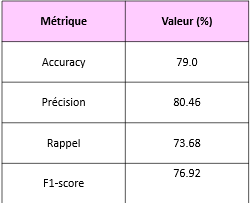 Métrique Valeur (%)
Accuracy 79.0
Précision 80.46
Rappel 73.68
F1-score 76.92